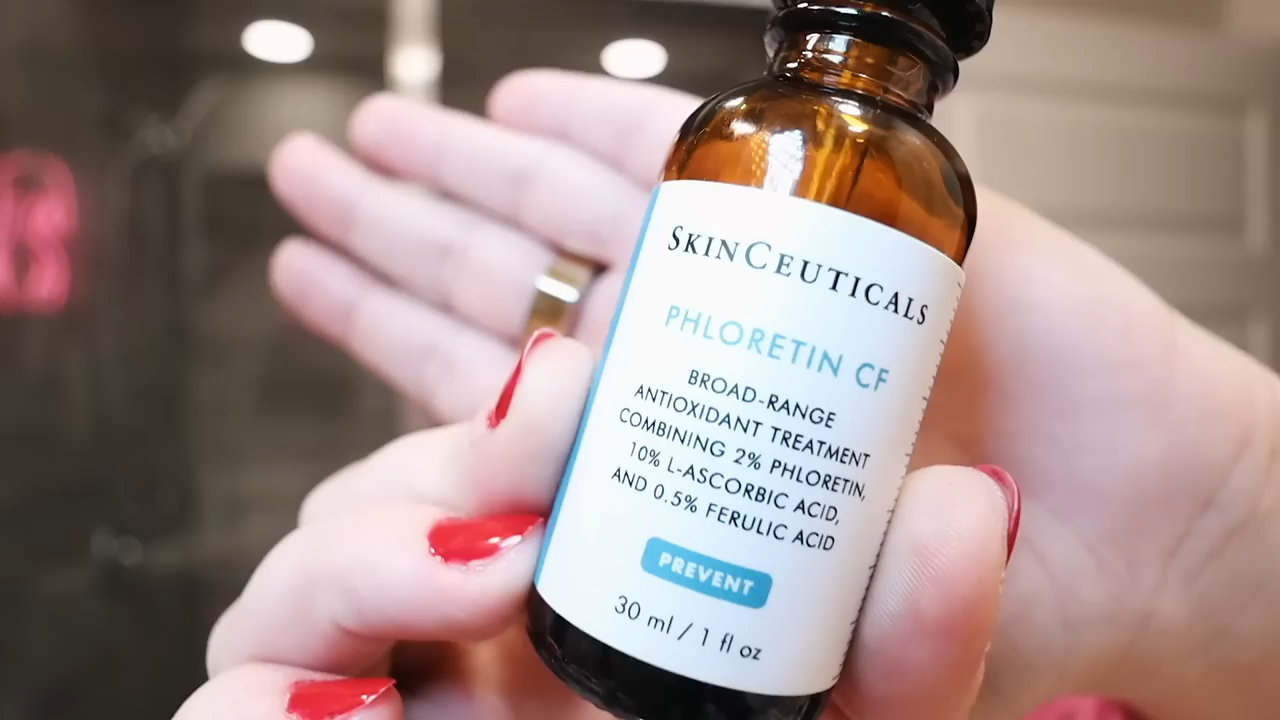 SKINCEUTICALS
PHLORETIN CF
BROAD-RANGE
ANTIOXIDANT TREATMENT
COMBINING 2% PHLORETIN,
10% L-ASCORBIC ACID,
AND 0.5% FERULIC ACID
PREVENT
30 ml / 1 fl oz